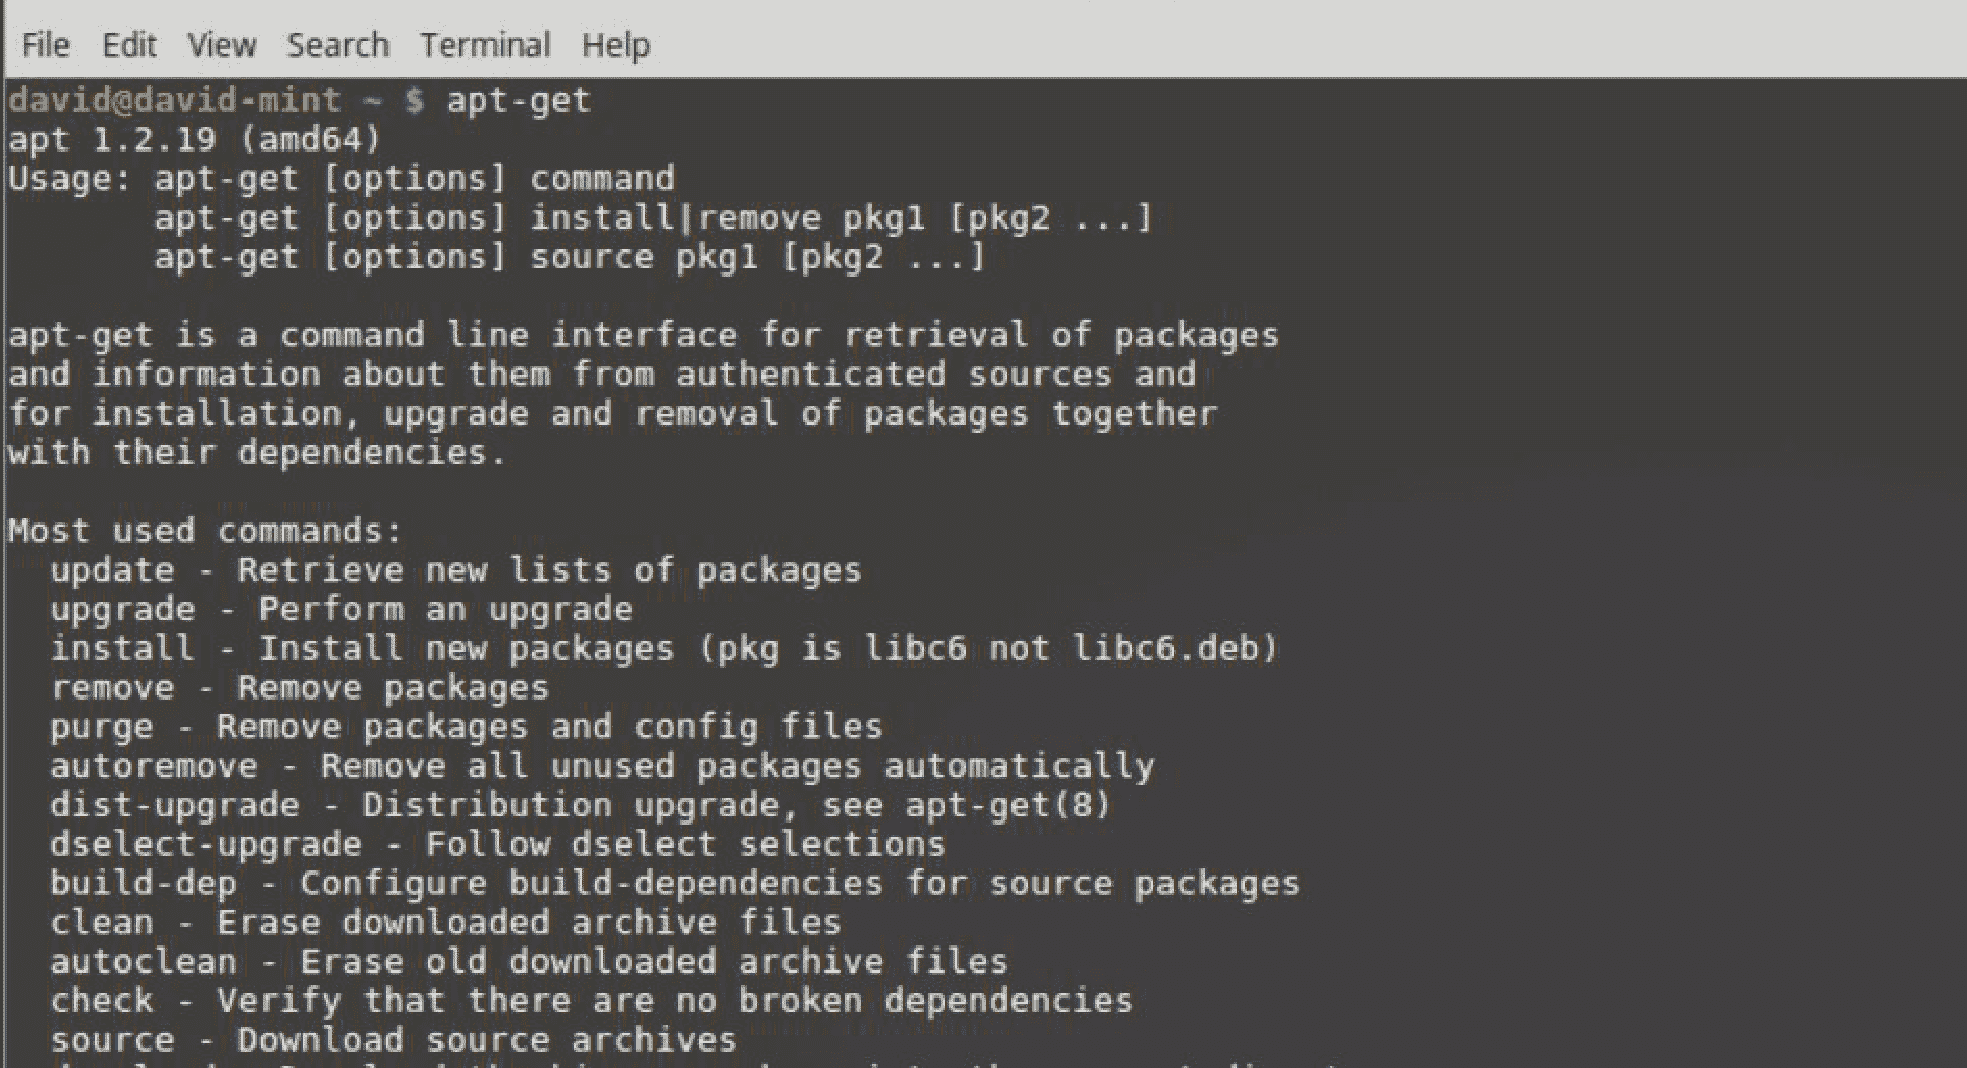 File Edit View Search Terminal Help
david@david-mint ~ $ apt-get
apt 1.2.19 (amd64)
Usage: apt-get [options] command
       apt-get [options] install|remove pkg1 [pkg2 ...]
       apt-get [options] source pkg1 [pkg2 ...]

apt-get is a command line interface for retrieval of packages
and information about them from authenticated sources and
for installation, upgrade and removal of packages together
with their dependencies.

Most used commands:
  update - Retrieve new lists of packages
  upgrade - Perform an upgrade
  install - Install new packages (pkg is libc6 not libc6.deb)
  remove - Remove packages
  purge - Remove packages and config files
  autoremove - Remove all unused packages automatically
  dist-upgrade - Distribution upgrade, see apt-get(8)
  dselect-upgrade - Follow dselect selections
  build-dep - Configure build-dependencies for source packages
  clean - Erase downloaded archive files
  autoclean - Erase old downloaded archive files
  check - Verify that there are no broken dependencies
  source - Download source archives